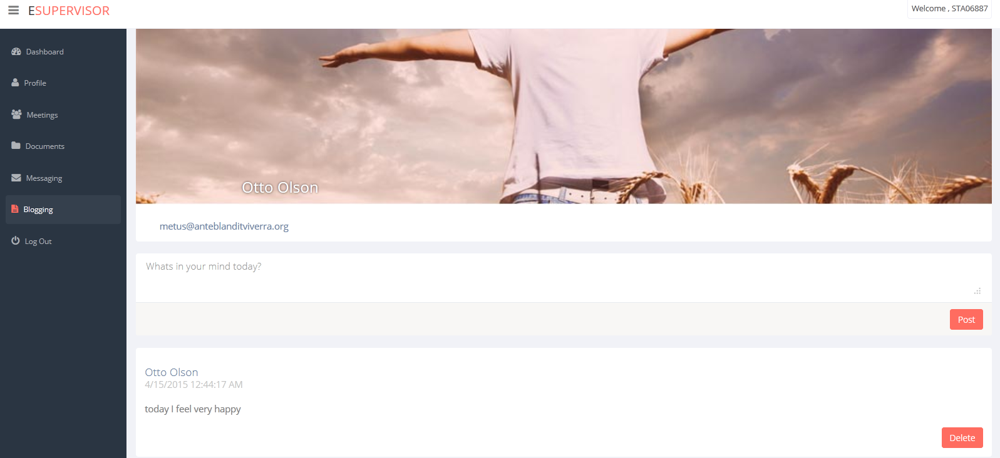 ESUPERVISOR
Welcome , STA06887
Dashboard
Profile
Meetings
Documents
Messaging
Blogging
Log Out
Otto Olson
metus@anteblanditviverra.org
Whats in your mind today?
Post
Otto Olson
4/15/2015 12:44:17 AM
today I feel very happy
Delete